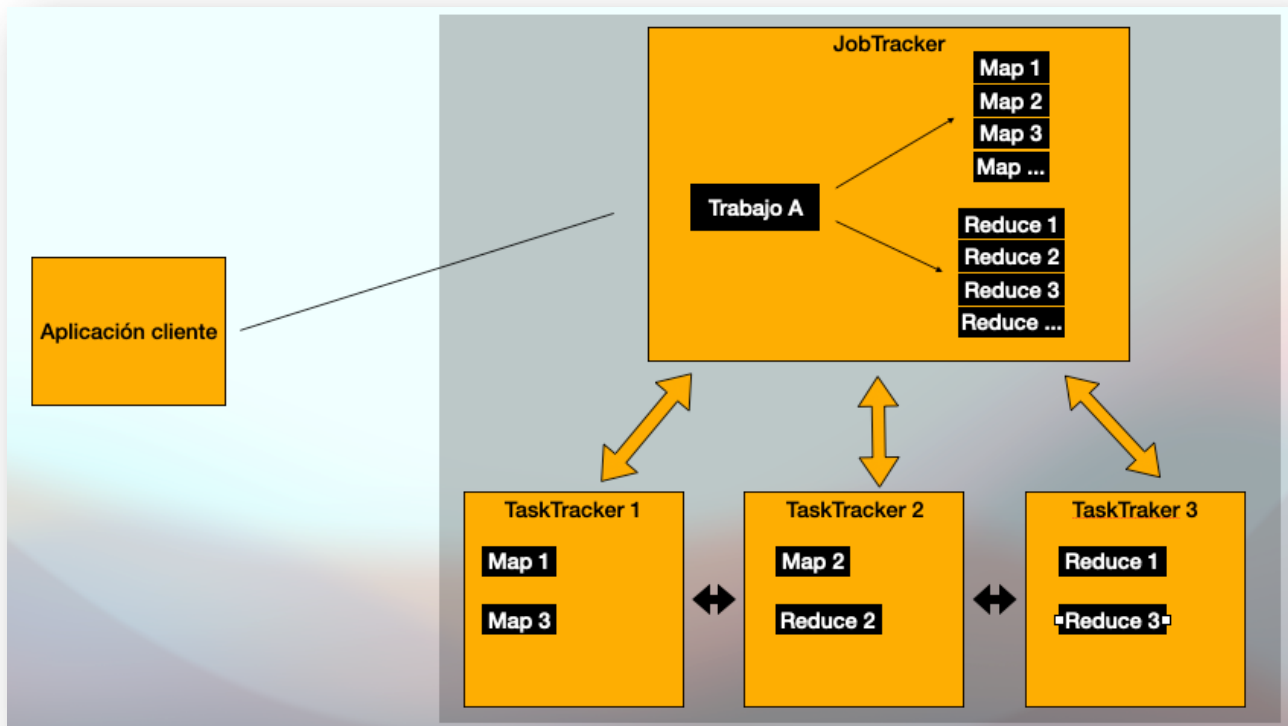 JobTracker
Map 1
Map 2
Map 3
Map ...
Trabajo A
Reduce 1
Reduce 2
Reduce 3
Reduce ...
Aplicación cliente
TaskTracker 1
Map 1
Map 3
TaskTracker 2
Map 2
Reduce 2
TaskTraker 3
Reduce 1
Reduce 3